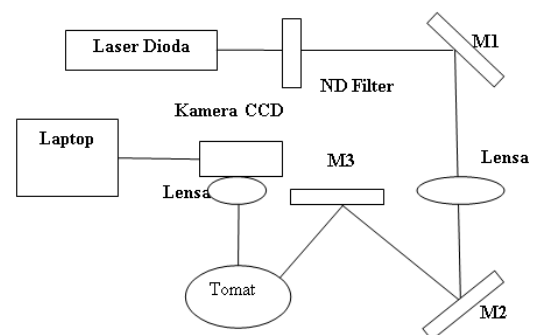 Laser Dioda
M1
ND Filter
Kamera CCD
Laptop
M3
Lensa
Lensa
Tomat
M2